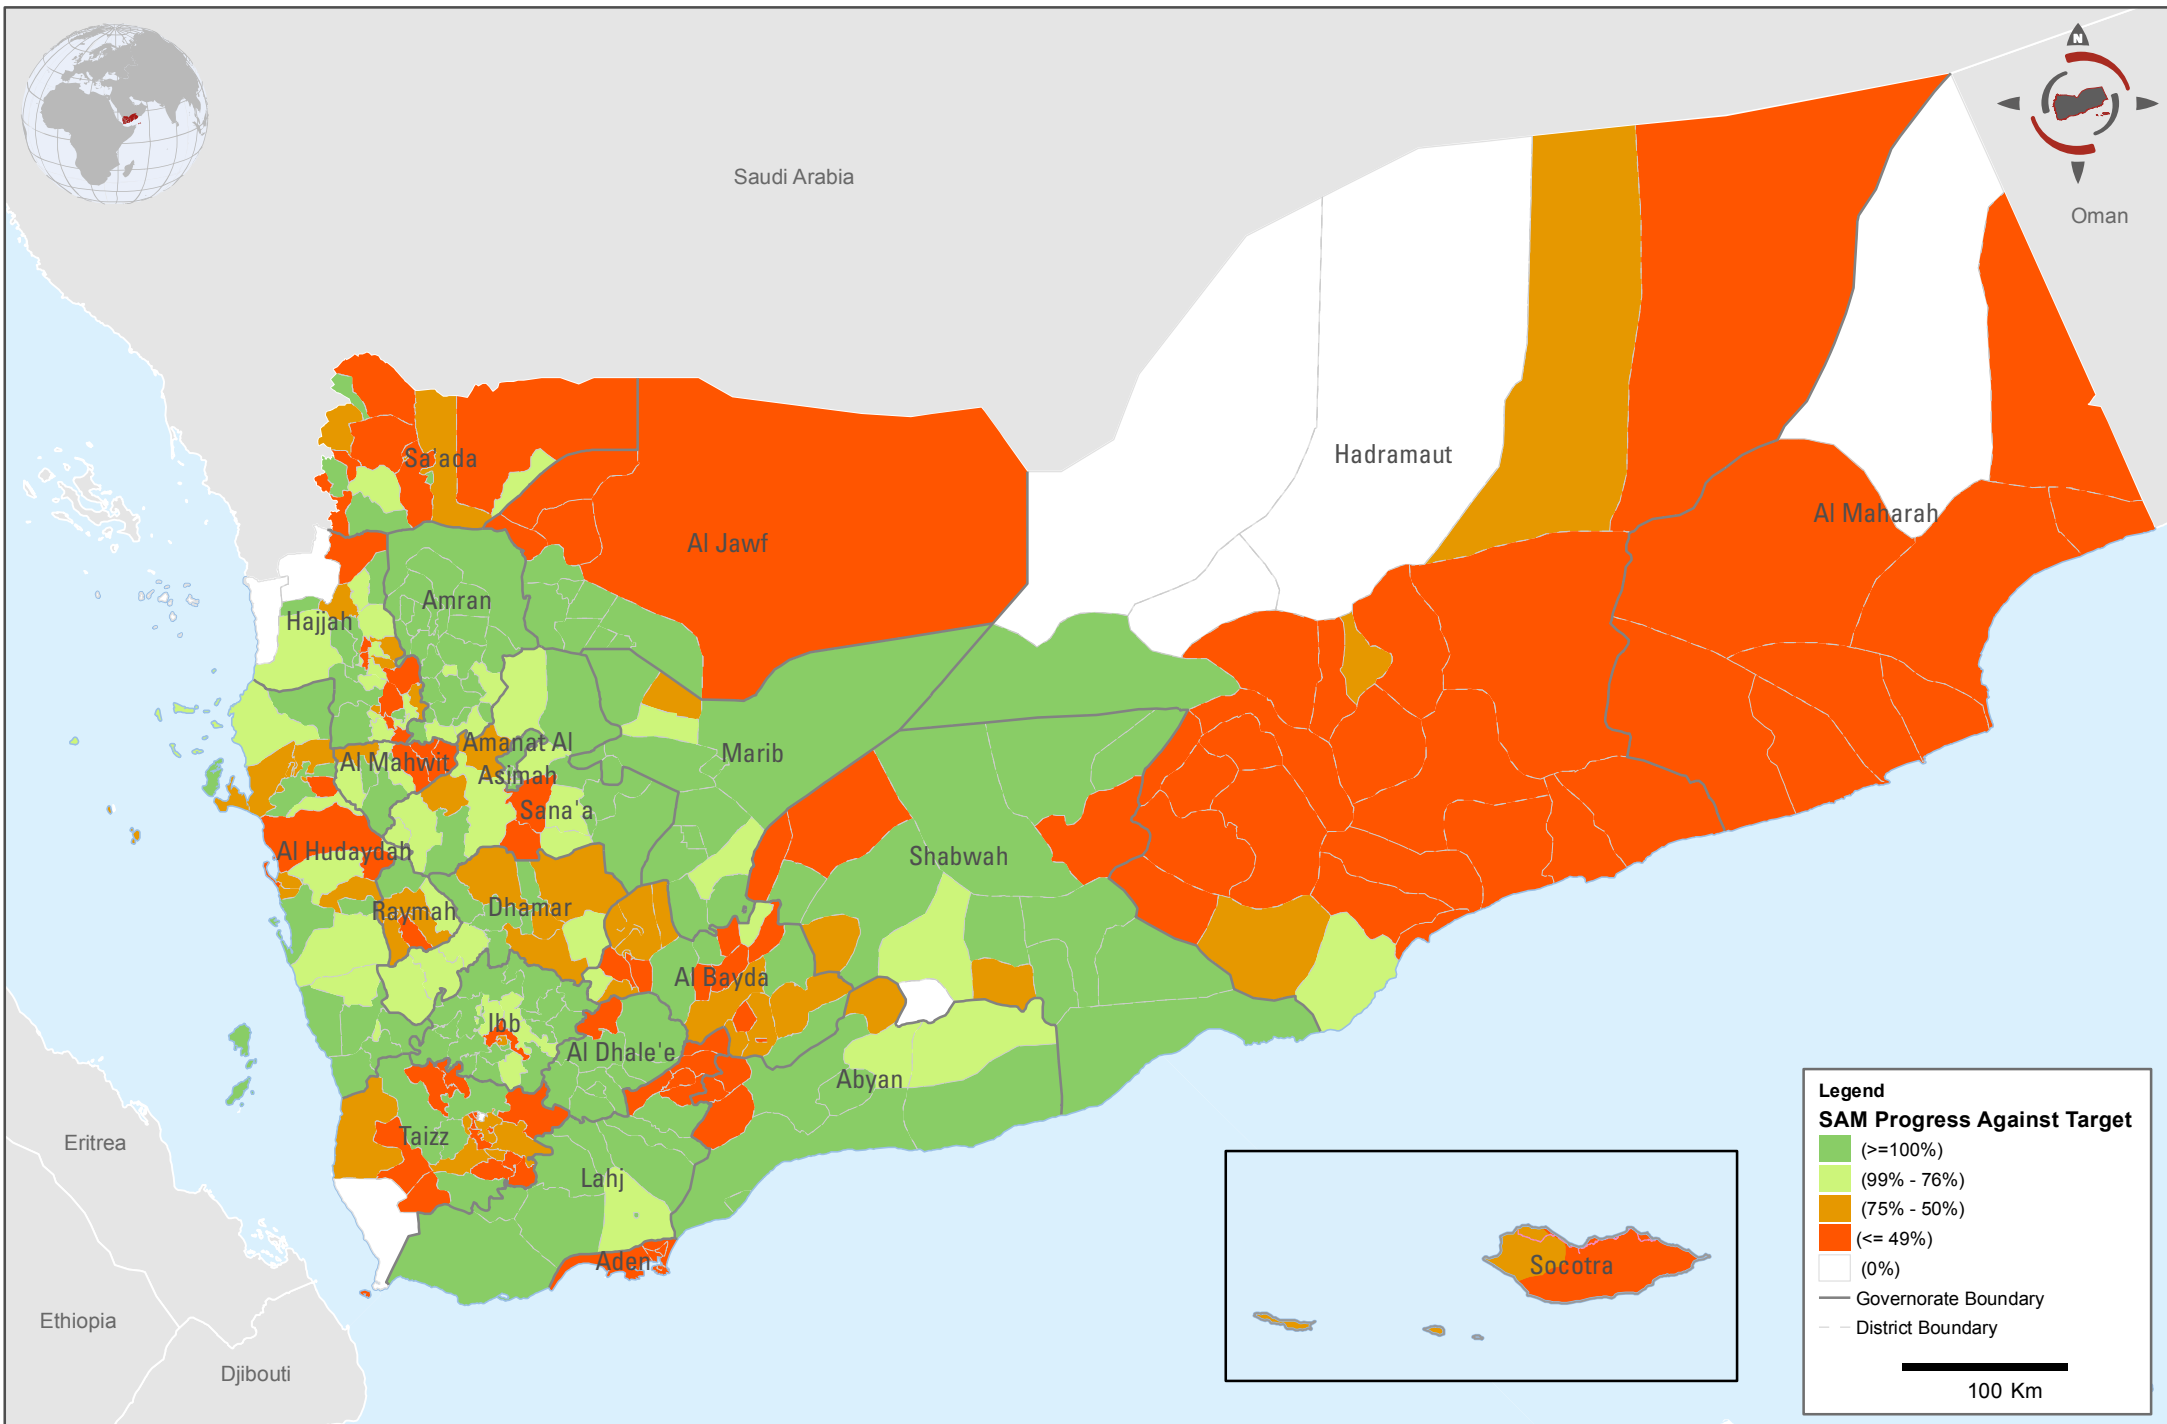 N
Saudi Arabia
Oman
Hadramaut
Sa'ada
Al Maharah
Al Jawf
Amran
Hajjah
Amanat Al
Asimah
Marib
Al Mahwit
Sana'a
Al Hudaydah
Shabwah
Raymah
Dhamar
Al Bayda
Ibb
Al Dhale'e
Abyan
Taizz
Lahj
Aden
Socotra
Eritrea
Ethiopia
Djibouti
Legend
SAM Progress Against Target
(>=100%)
(99% - 76%)
(75% - 50%)
(<= 49%)
(0%)
Governorate Boundary
District Boundary
100 Km